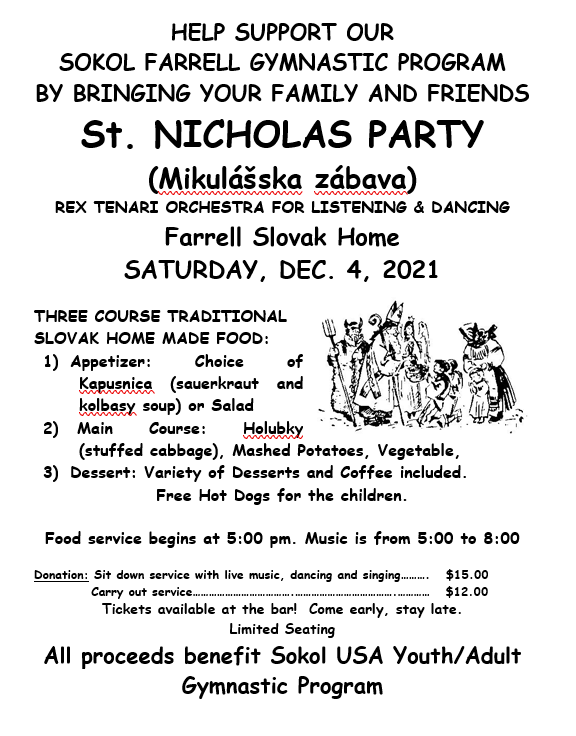 HELP SUPPORT OUR
SOKOL FARRELL GYMNASTIC PROGRAM
BY BRINGING YOUR FAMILY AND FRIENDS
St. NICHOLAS PARTY
(Mikulášska zábava)
REX TENARI ORCHESTRA FOR LISTENING & DANCING
Farrell Slovak Home
SATURDAY, DEC. 4, 2021
THREE COURSE TRADITIONAL
SLOVAK HOME MADE FOOD:
1) Appetizer: Choice of
Kapusnica (sauerkraut and
kolbasy soup) or Salad
2) Main Course: Holubky
(stuffed cabbage), Mashed Potatoes, Vegetable,
3) Dessert: Variety of Desserts and Coffee included.
Free Hot Dogs for the children.
Food service begins at 5:00 pm. Music is from 5:00 to 8:00
Donation: Sit down service with live music, dancing and singing………. $15.00
Carry out service……………………………….……………………………….………… $12.00
Tickets available at the bar! Come early, stay late.
Limited Seating
All proceeds benefit Sokol USA Youth/Adult
Gymnastic Program